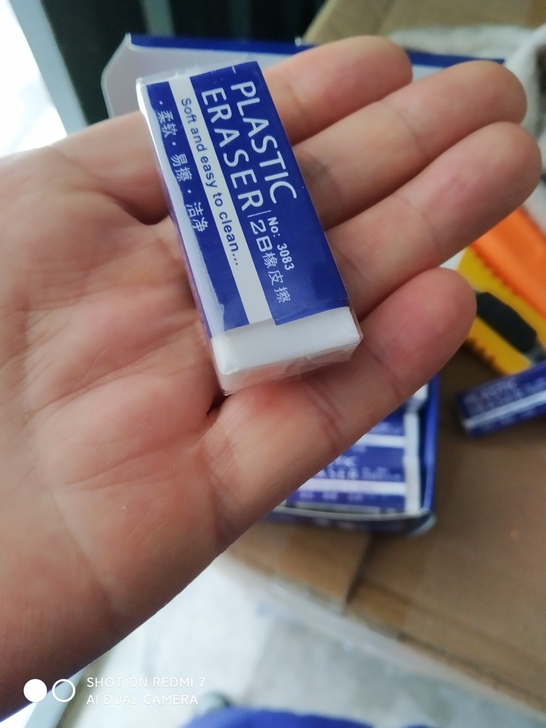 PLASTIC
ERASER
No: 3083
2B橡皮擦
Soft and easy to clean...
·柔软·易擦·洁净
PLASTIC
SHOT ON REDMI 7
AI DUAL CAMERA